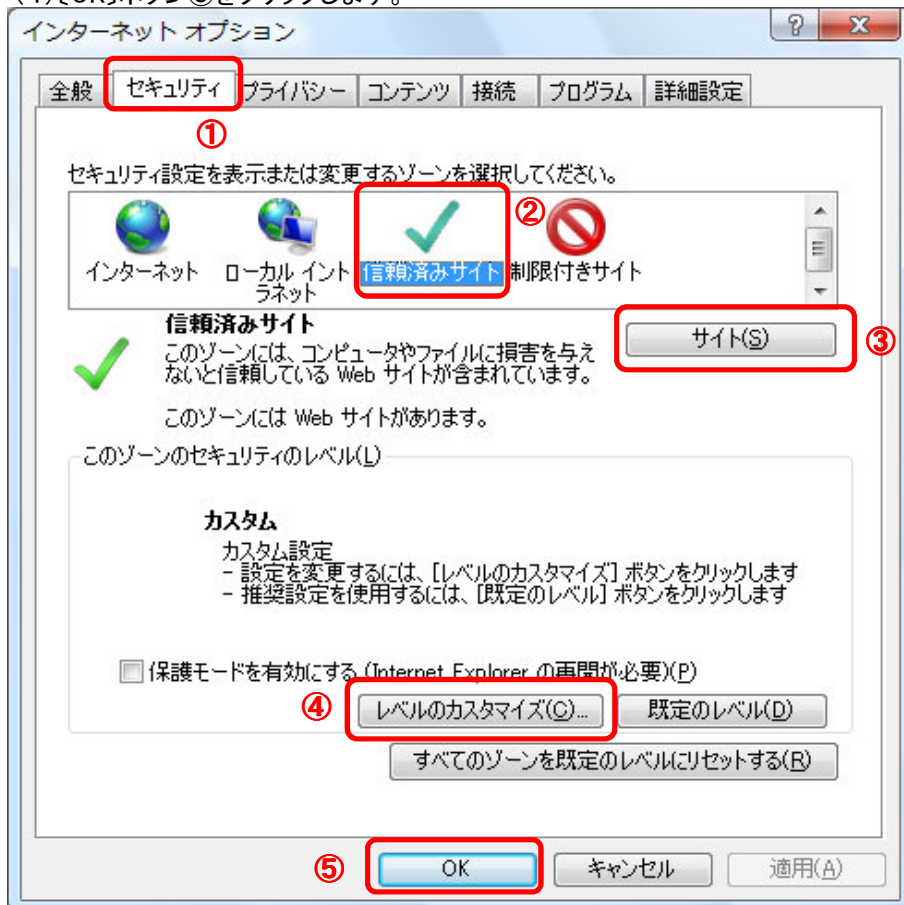 (4)[OK]ボタン⑤をクリックします。
インターネット オプション
全般 セキュリティ プライバシー コンテンツ 接続 プログラム 詳細設定
①
セキュリティ設定を表示または変更するゾーンを選択してください。
②
インターネット ローカル イントラネット 信頼済みサイト 制限付きサイト
信頼済みサイト
サイト(S)
③
このゾーンには、コンピュータやファイルに損害を与え
ないと信頼している Web サイトが含まれています。
このゾーンには Web サイトがあります。
このゾーンのセキュリティのレベル(L)
カスタム
カスタム設定
- 設定を変更するには、[レベルのカスタマイズ] ボタンをクリックします
- 推奨設定を使用するには、[既定のレベル] ボタンをクリックします
保護モードを有効にする (Internet Explorer の再開が必要)(P)
④ レベルのカスタマイズ(C)... 既定のレベル(D)
すべてのゾーンを既定のレベルにリセットする(R)
⑤ OK キャンセル 適用(A)